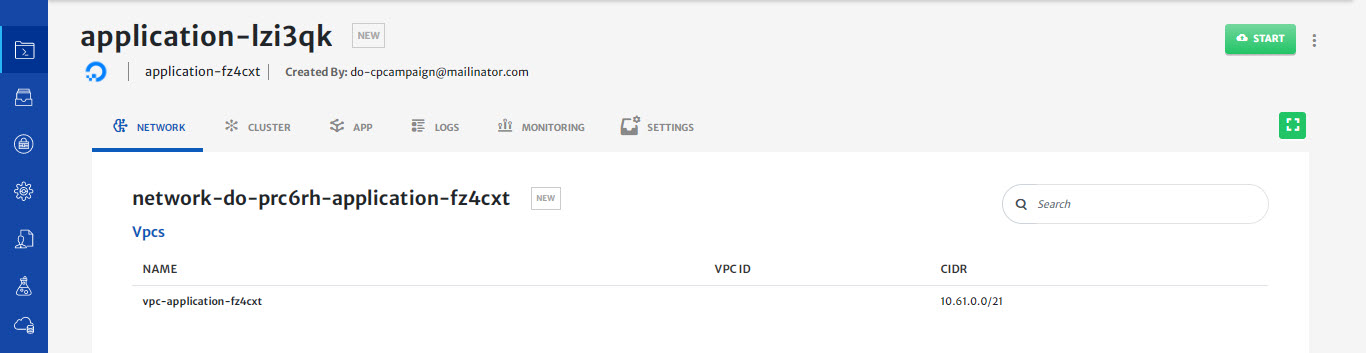 application-lzi3qk NEW
START
application-fz4cxt Created By: do-cpcampaign@mailinator.com
NETWORK CLUSTER APP LOGS MONITORING SETTINGS
network-do-prc6rh-application-fz4cxt NEW
Search
Vpcs
NAME VPC ID CIDR
vpc-application-fz4cxt 10.61.0.0/21